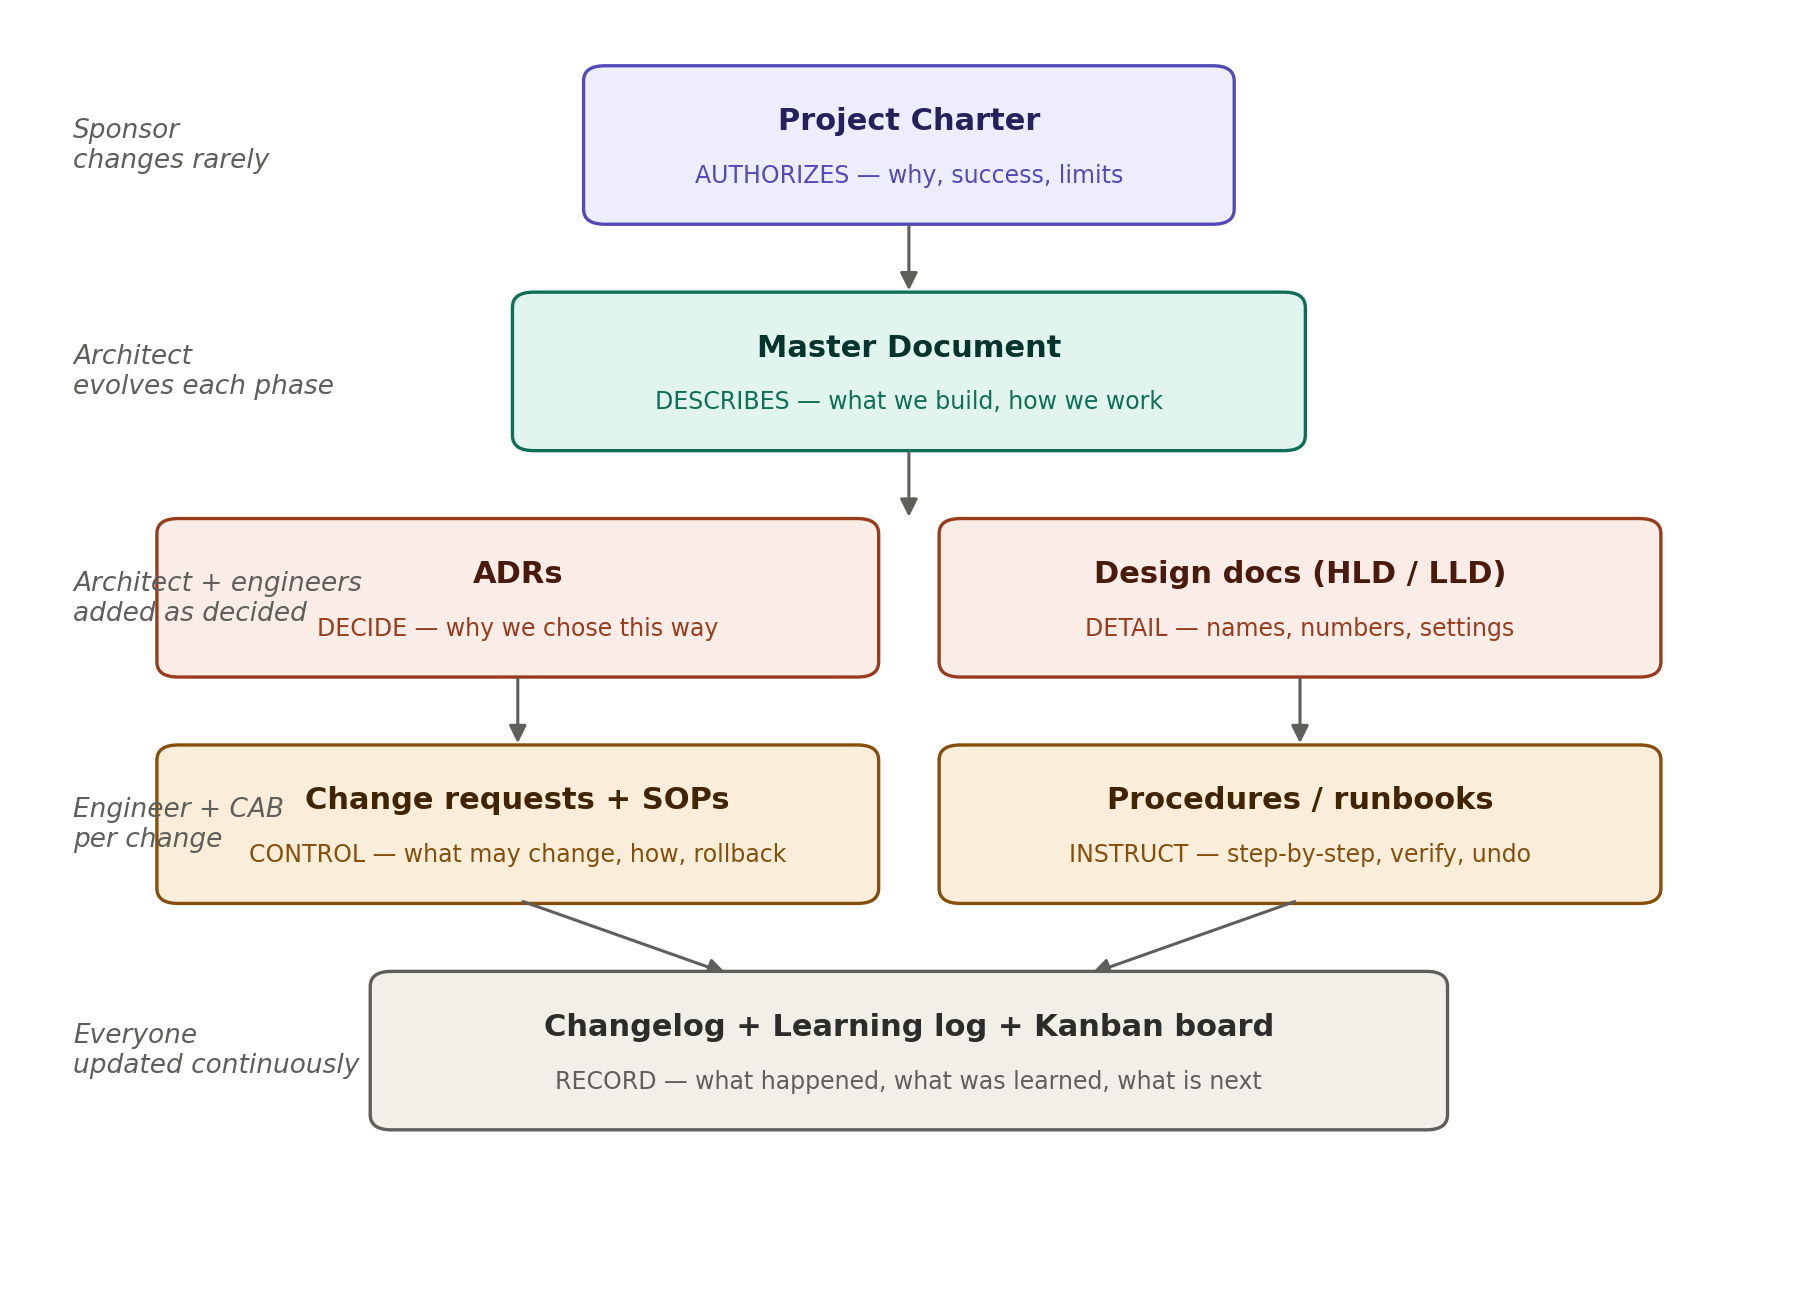 Sponsor
changes rarely
Project Charter
AUTHORIZES — why, success, limits
Architect
evolves each phase
Master Document
DESCRIBES — what we build, how we work
Architect + engineers
added as decided
ADRs
DECIDE — why we chose this way
Design docs (HLD / LLD)
DETAIL — names, numbers, settings
Engineer + CAB
per change
Change requests + SOPs
CONTROL — what may change, how, rollback
Procedures / runbooks
INSTRUCT — step-by-step, verify, undo
Everyone
updated continuously
Changelog + Learning log + Kanban board
RECORD — what happened, what was learned, what is next